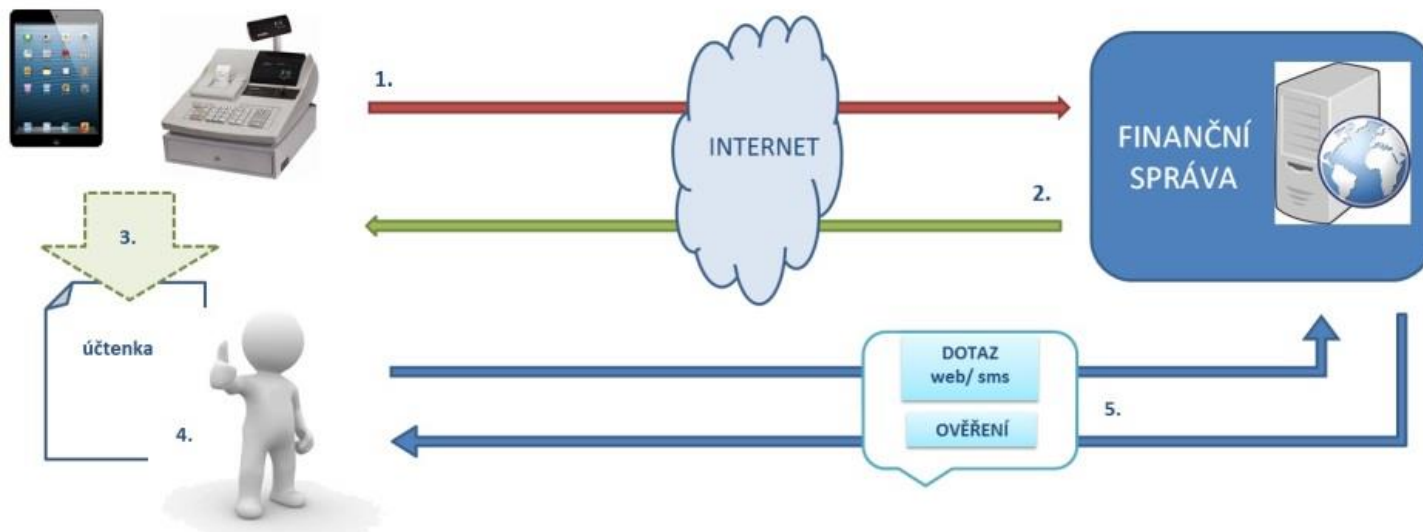 1.
INTERNET
FINANČNÍ
SPRÁVA
2.
3.
účtenka
4.
DOTAZ
web/ sms
OVĚŘENÍ
5.